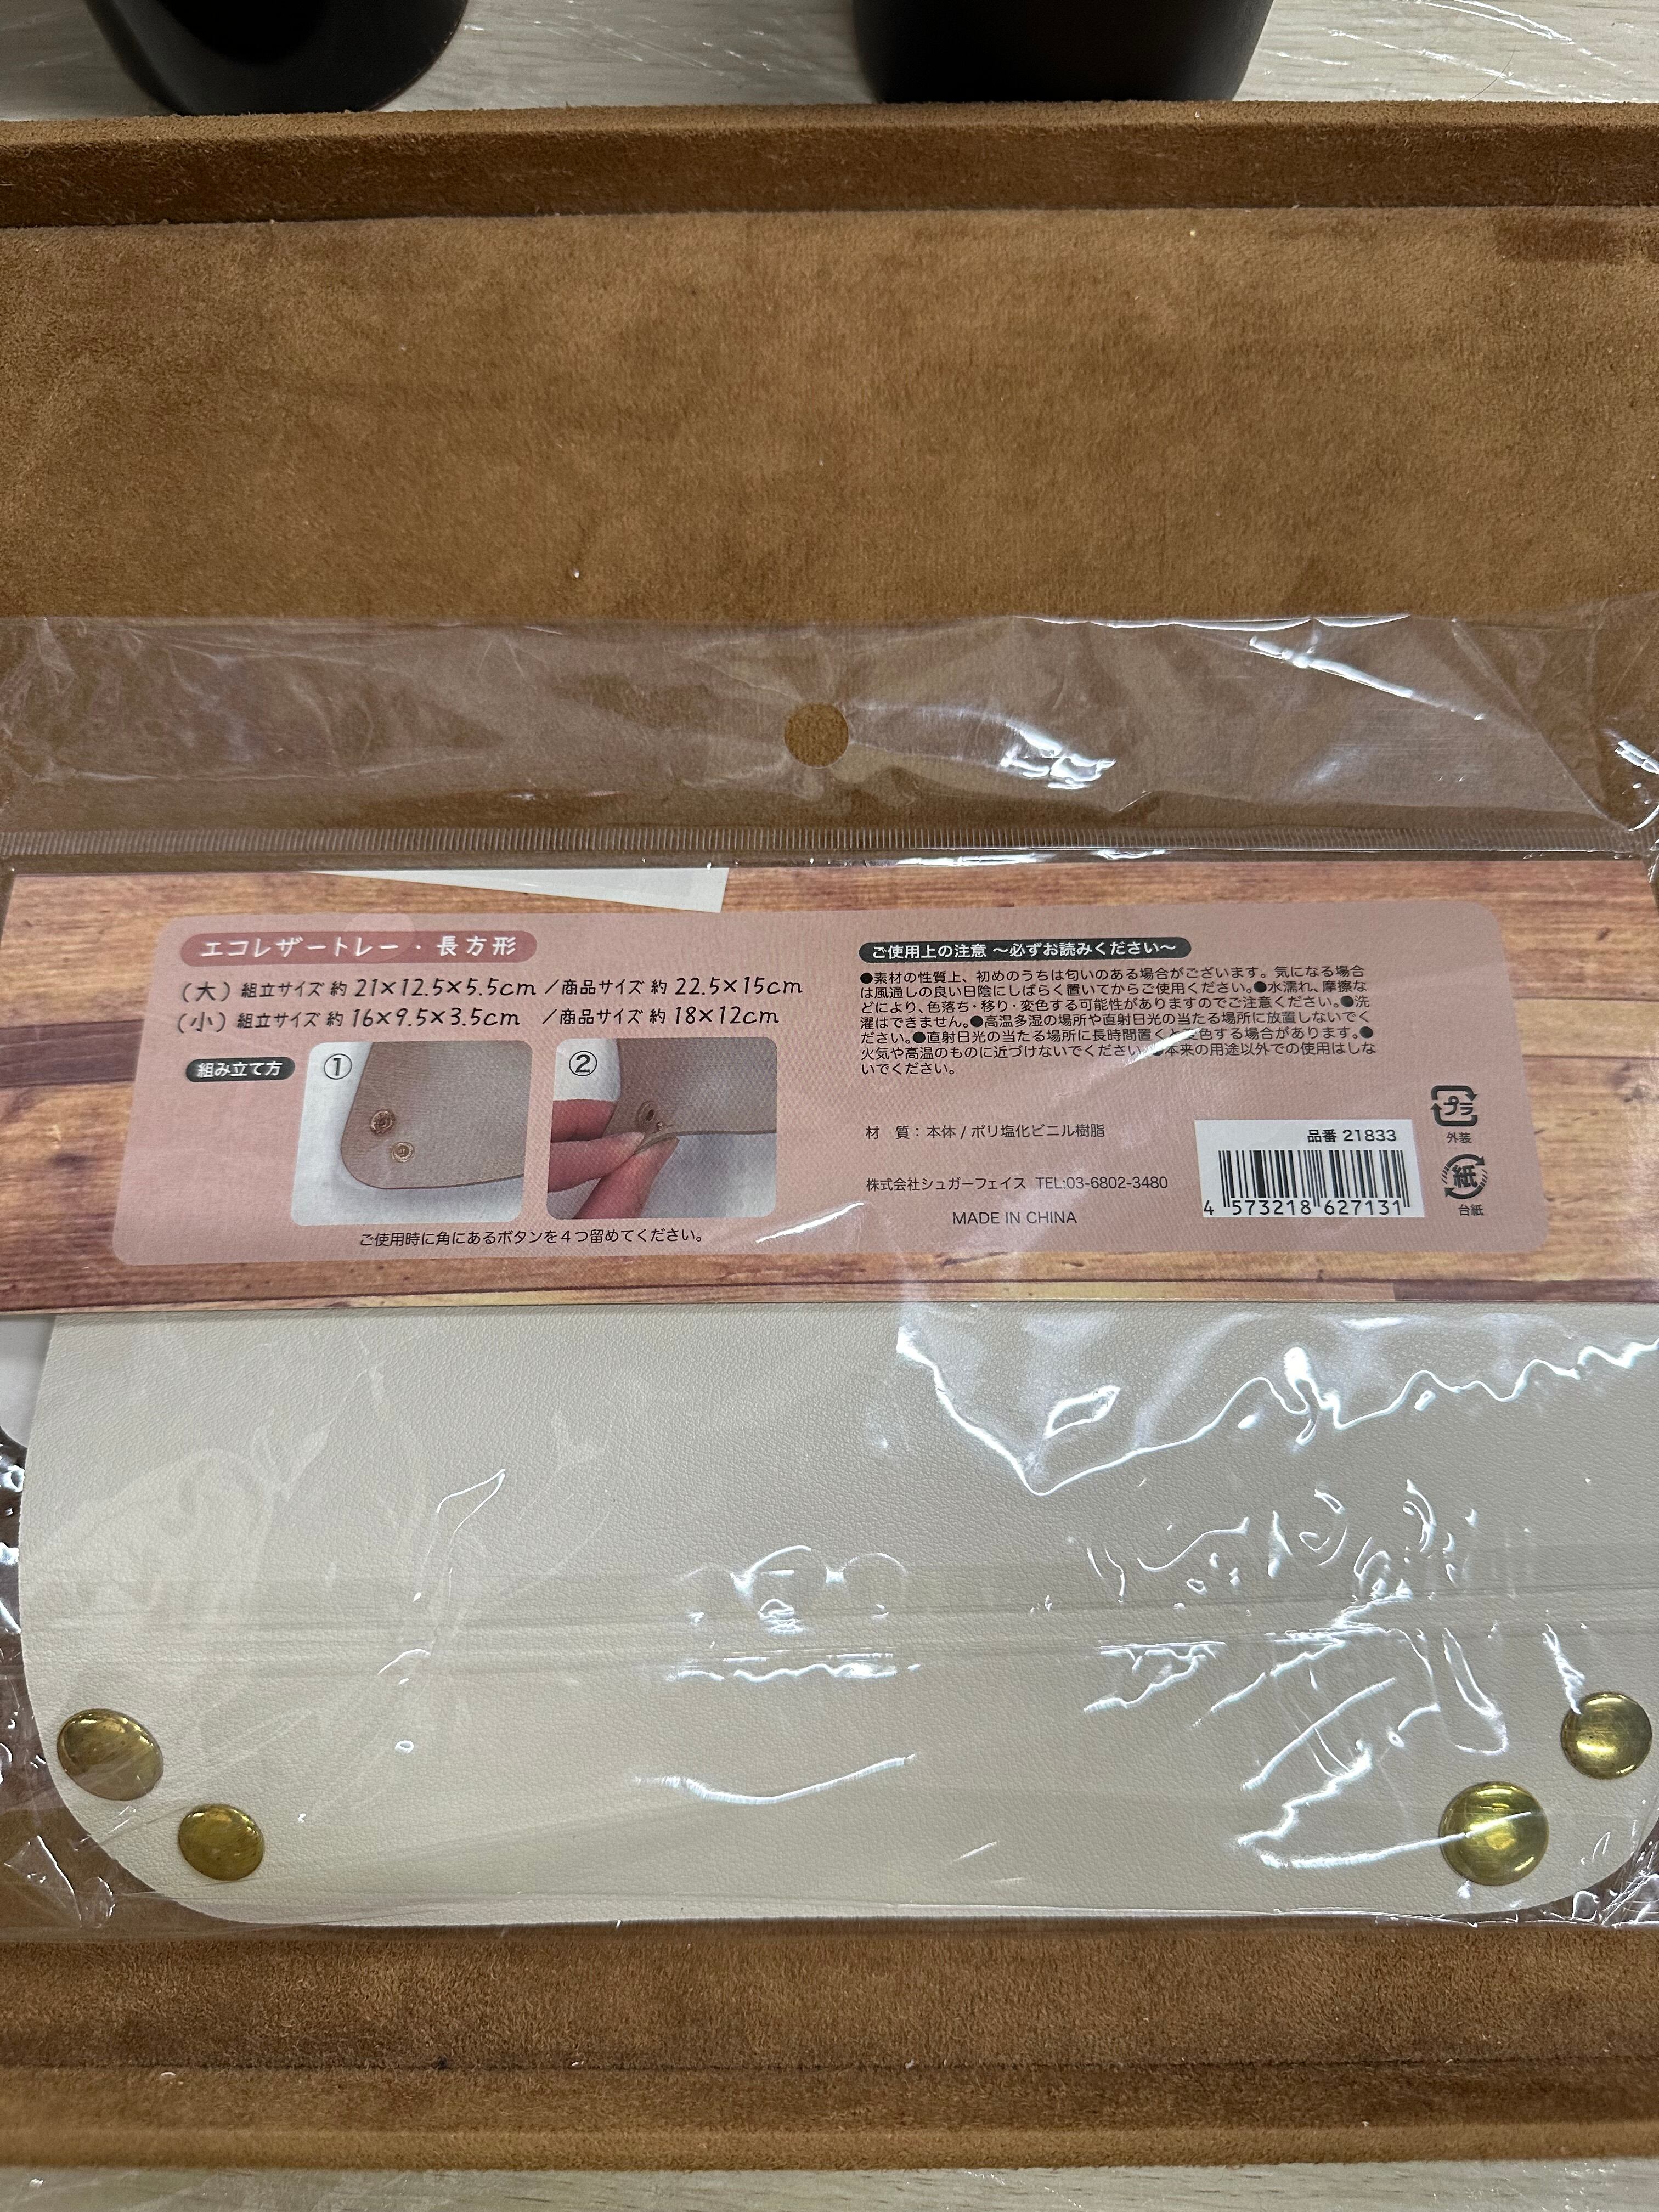 エコレザートレー・長方形
(大) 組立サイズ 約 21×12.5×5.5cm /商品サイズ 約 22.5×15cm
(小) 組立サイズ 約 16×9.5×3.5cm /商品サイズ 約 18×12cm
組み立て方
①
②
ご使用時に角にあるボタンを4つ留めてください。
ご使用上の注意 〜必ずお読みください〜
●素材の性質上、初めのうちは匂いのある場合がございます。気になる場合
は風通しの良い日陰にしばらく置いてからご使用ください。●水濡れ、摩擦な
どにより、色落ち・移り・変色する可能性がありますのでご注意ください。●洗
濯はできません。●高温多湿の場所や直射日光の当たる場所に放置しないでく
ださい。●直射日光の当たる場所に長時間置くと変色する場合があります。●
火気や高温のものに近づけないでください。●本来の用途以外での使用はしな
いでください。
材 質：本体 / ポリ塩化ビニル樹脂
株式会社シュガーフェイス TEL:03-6802-3480
MADE IN CHINA
品番 21833
4 573218 627131
プラ
外装
紙
台紙